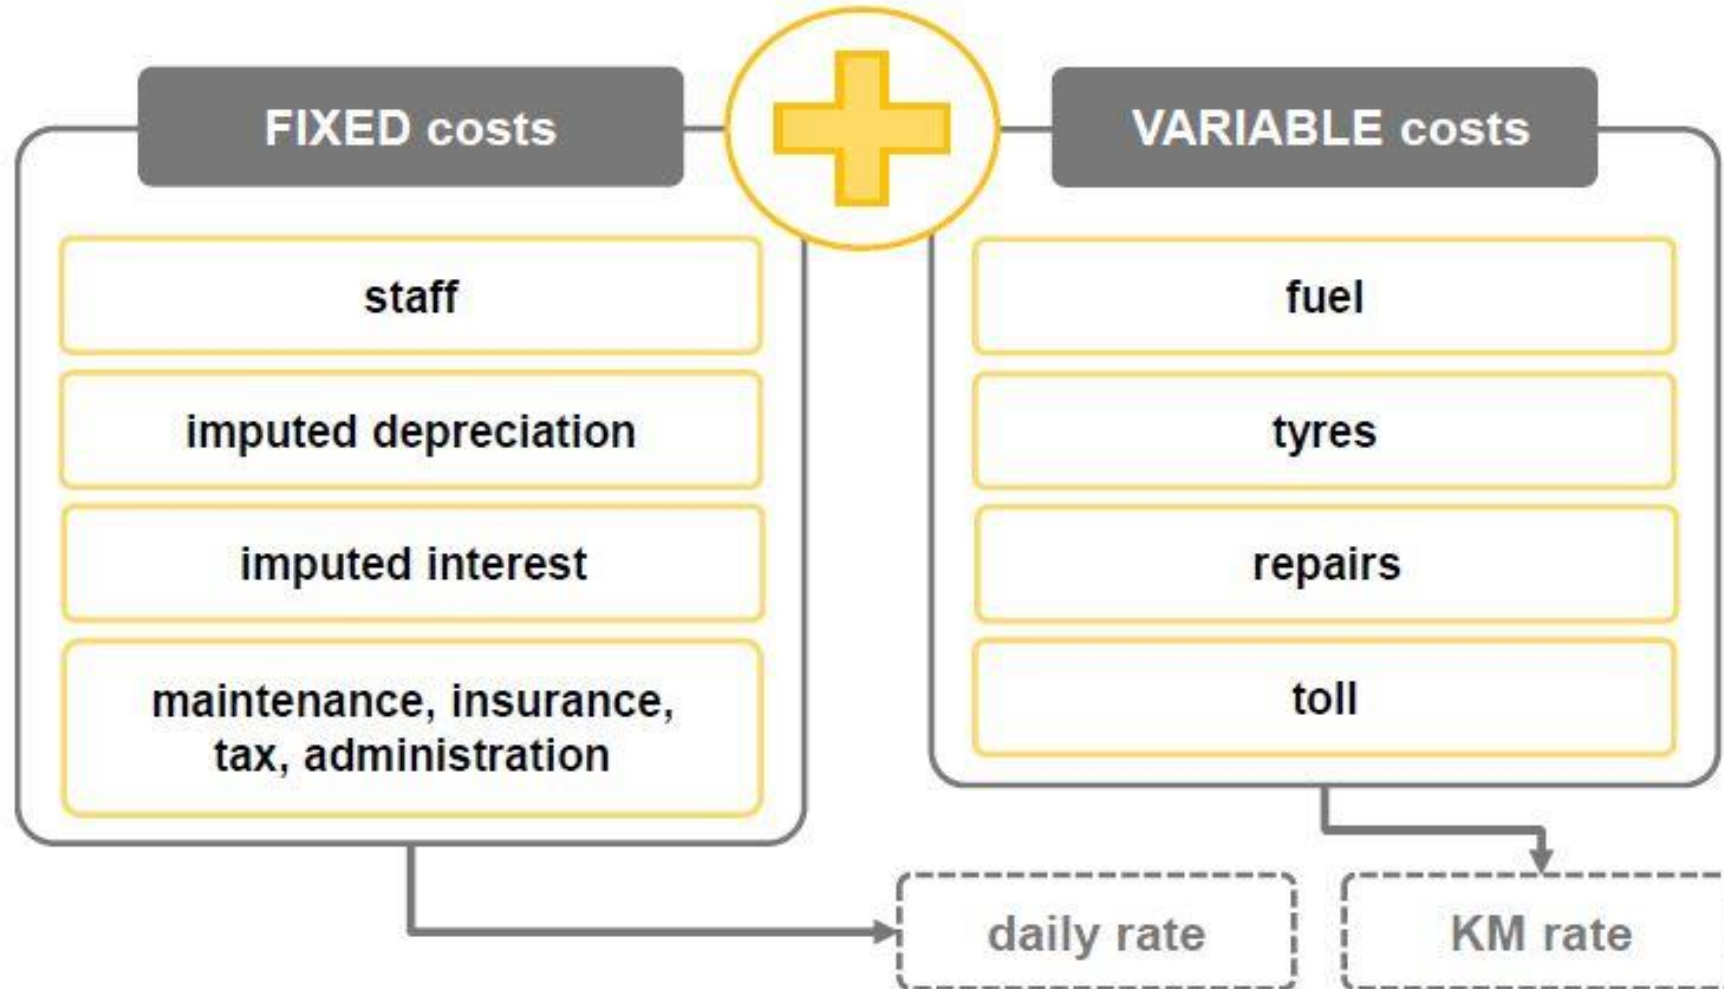 FIXED costs
staff
imputed depreciation
imputed interest
maintenance, insurance,
tax, administration
VARIABLE costs
fuel
tyres
repairs
toll
daily rate
KM rate